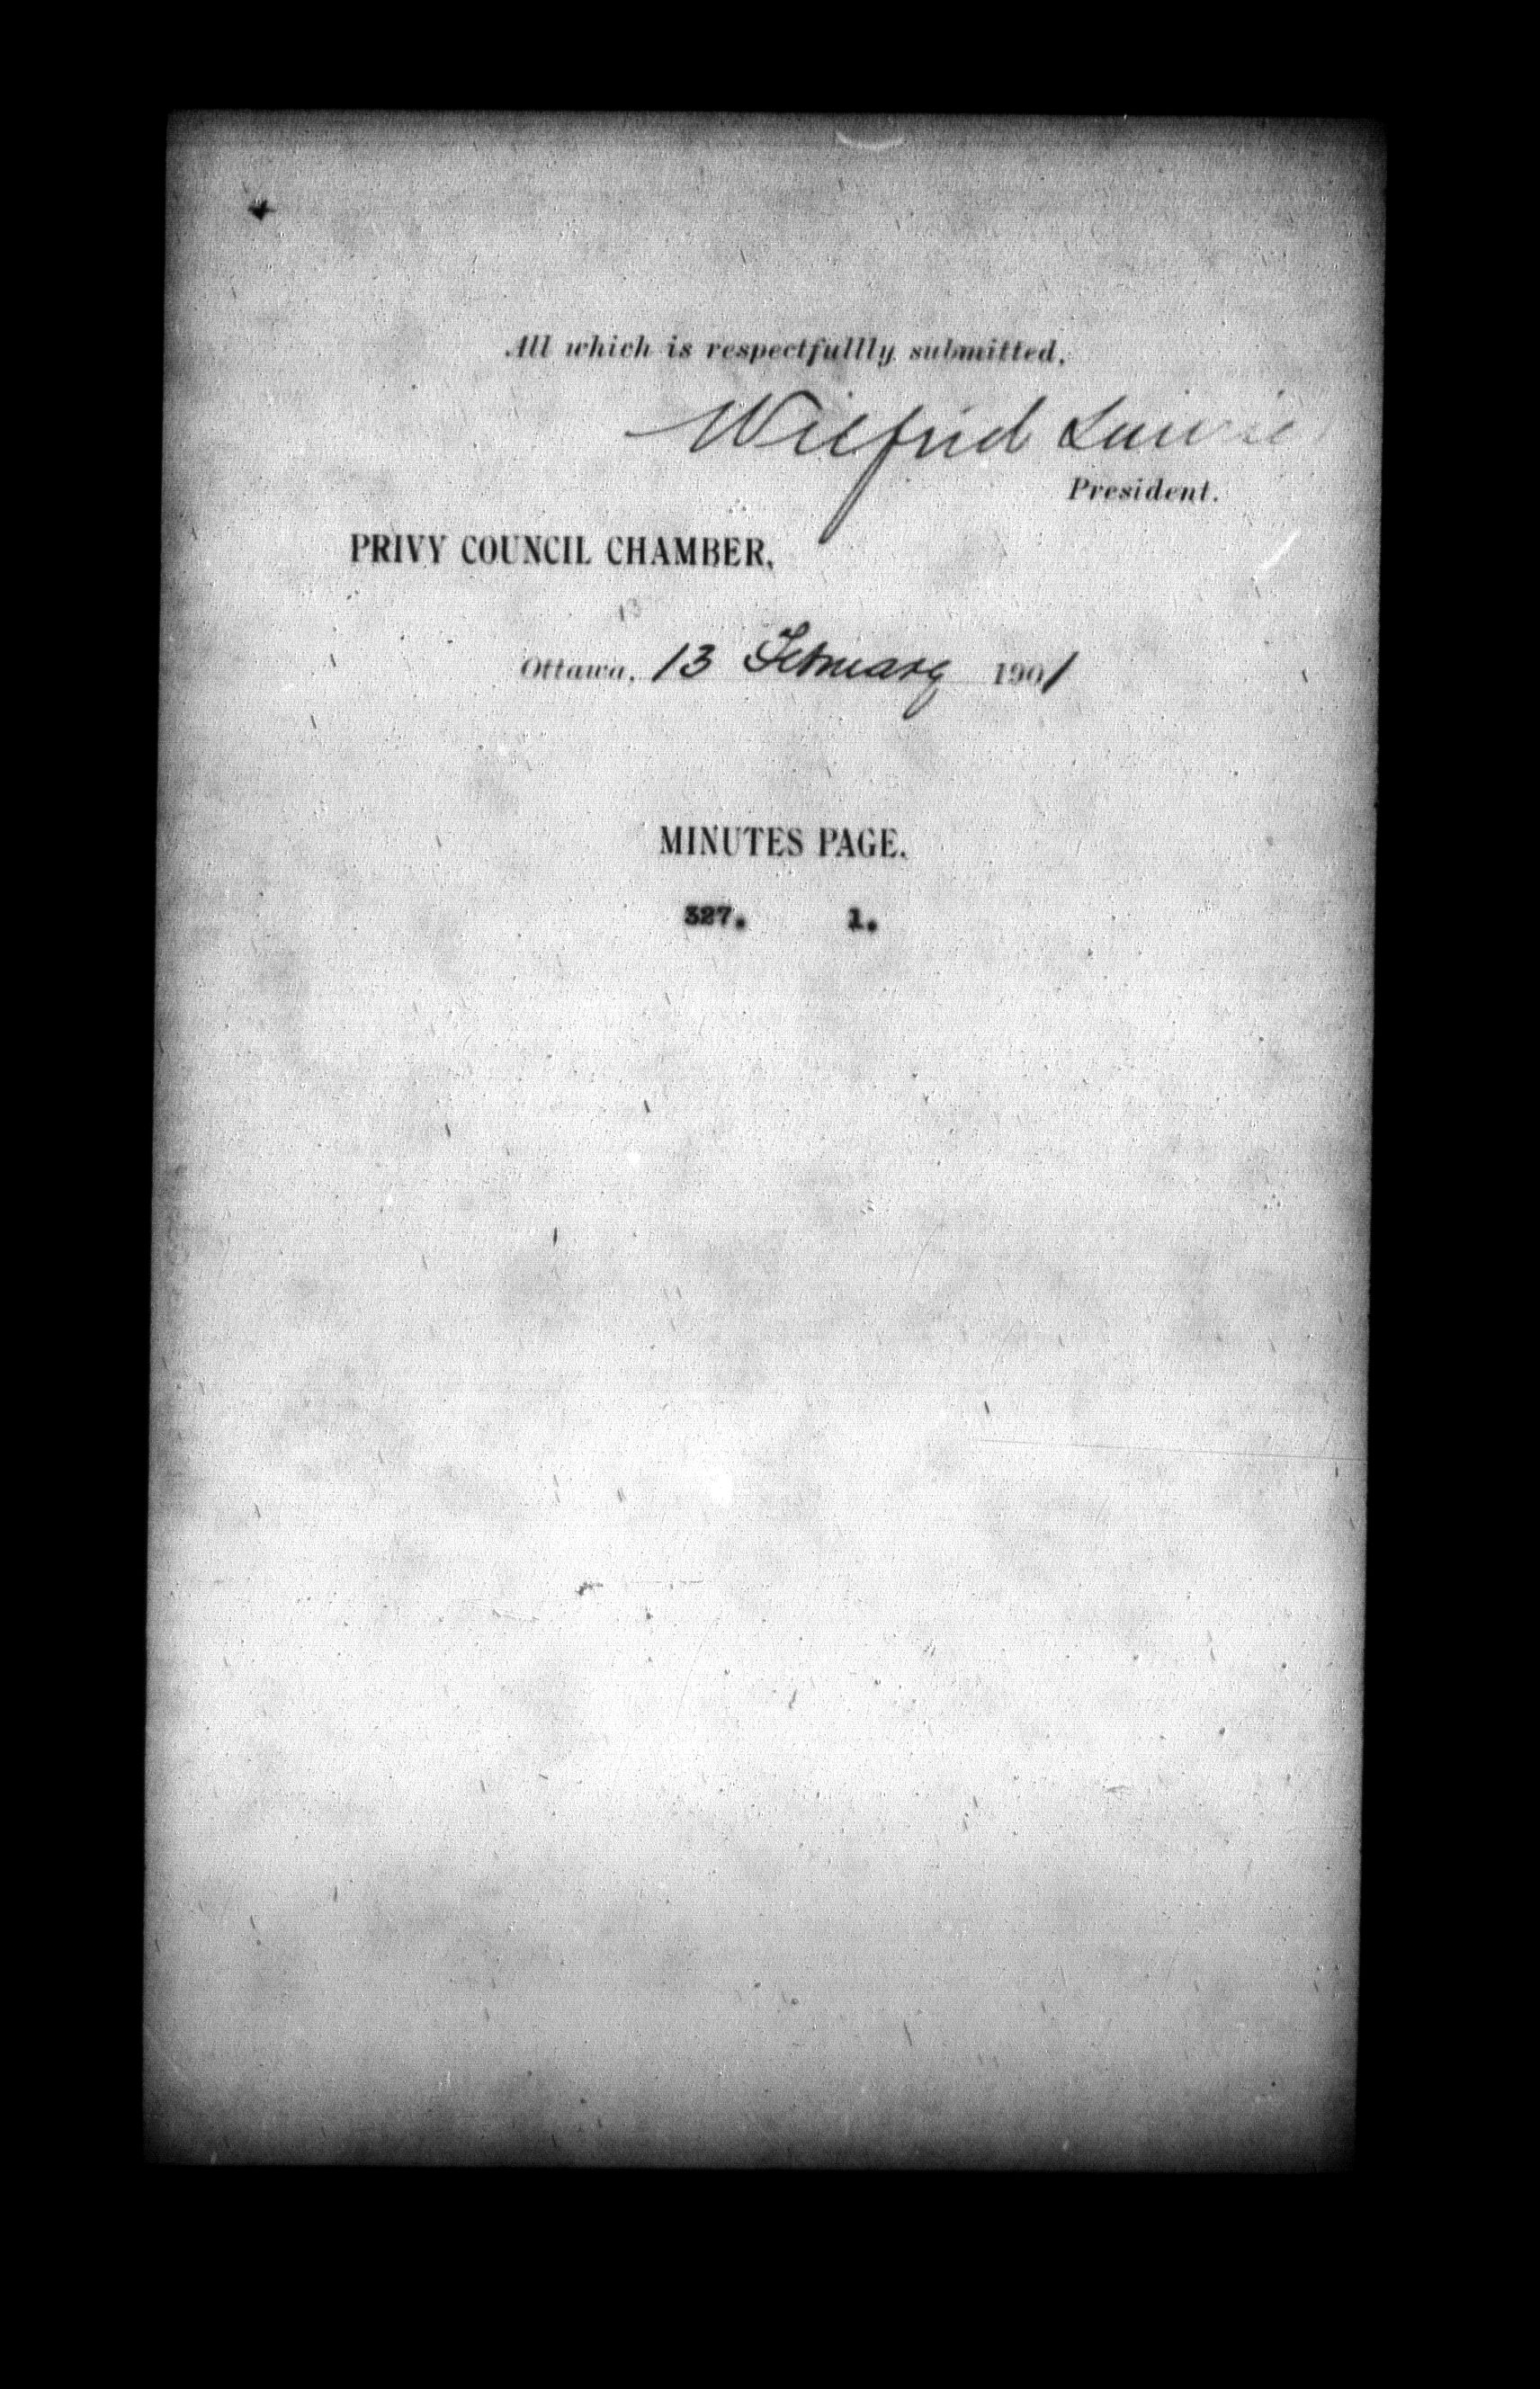 All which is respectfullly submitted,
Wilfrid Laurier
President.
PRIVY COUNCIL CHAMBER,
13
Ottawa, 13 February 1901
MINUTES PAGE.
327. 1.